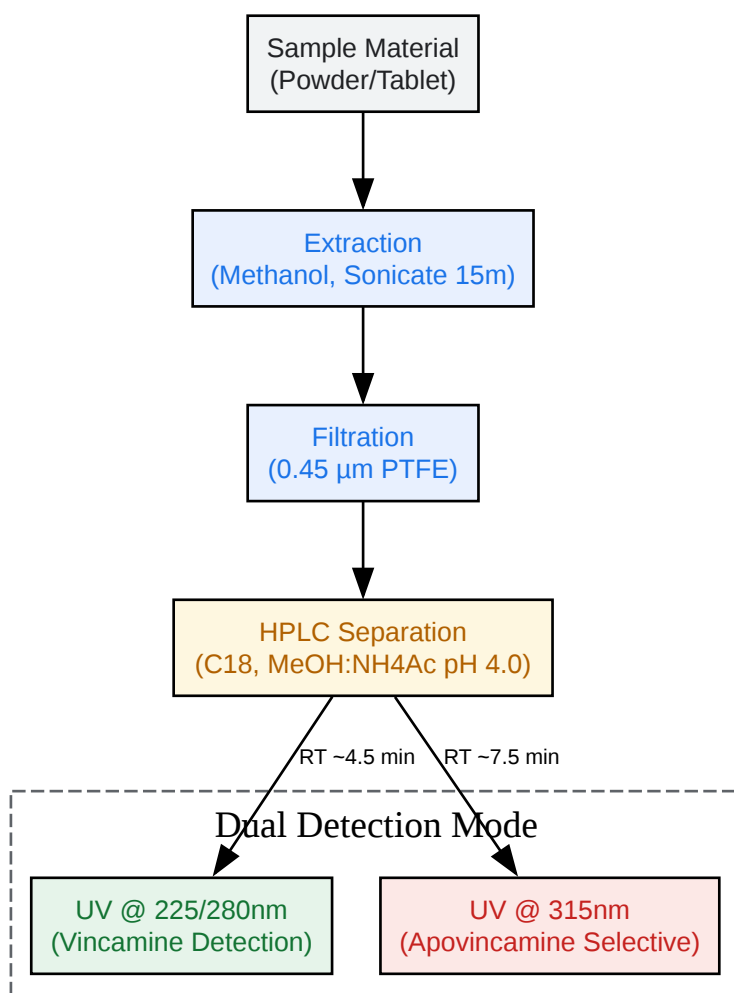 Sample Material
(Powder/Tablet)
Extraction
(Methanol, Sonicate 15m)
Filtration
(0.45 µm PTFE)
HPLC Separation
(C18, MeOH:NH4Ac pH 4.0)
RT ~4.5 min
RT ~7.5 min
Dual Detection Mode
UV @ 225/280nm
(Vincamine Detection)
UV @ 315nm
(Apovincamine Selective)